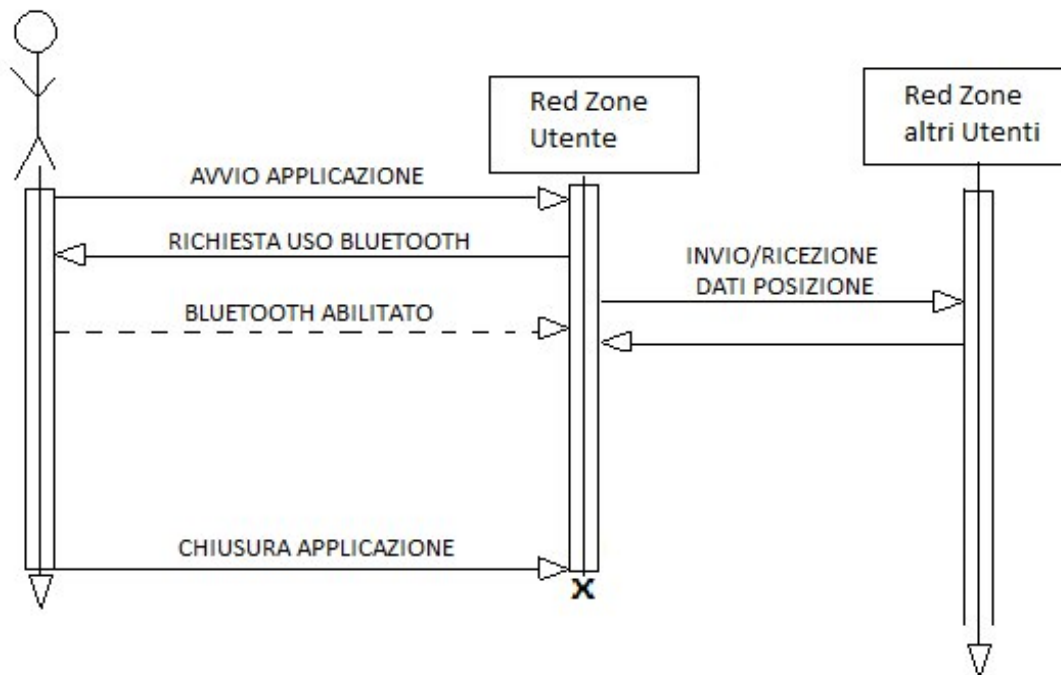 Red Zone
Utente
Red Zone
altri Utenti
AVVIO APPLICAZIONE
RICHIESTA USO BLUETOOTH
INVIO/RICEZIONE
DATI POSIZIONE
BLUETOOTH ABILITATO
CHIUSURA APPLICAZIONE
X